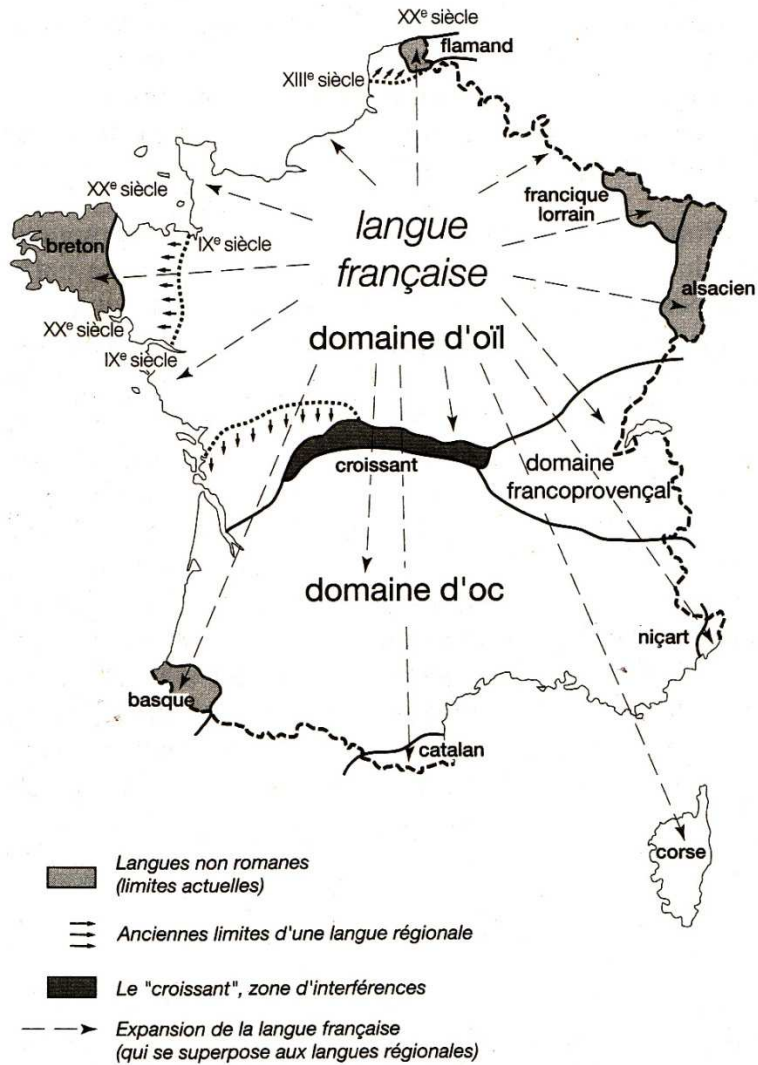 XXe siècle
flamand
XIIIe siècle
XXe siècle
francique
lorrain
langue
française
breton
IXe siècle
alsacien
XXe siècle
domaine d'oïl
IXe siècle
croissant
domaine
francoprovençal
domaine d'oc
niçart
basque
catalan
corse
Langues non romanes
(limites actuelles)
Anciennes limites d'une langue régionale
Le "croissant", zone d'interférences
Expansion de la langue française
(qui se superpose aux langues régionales)